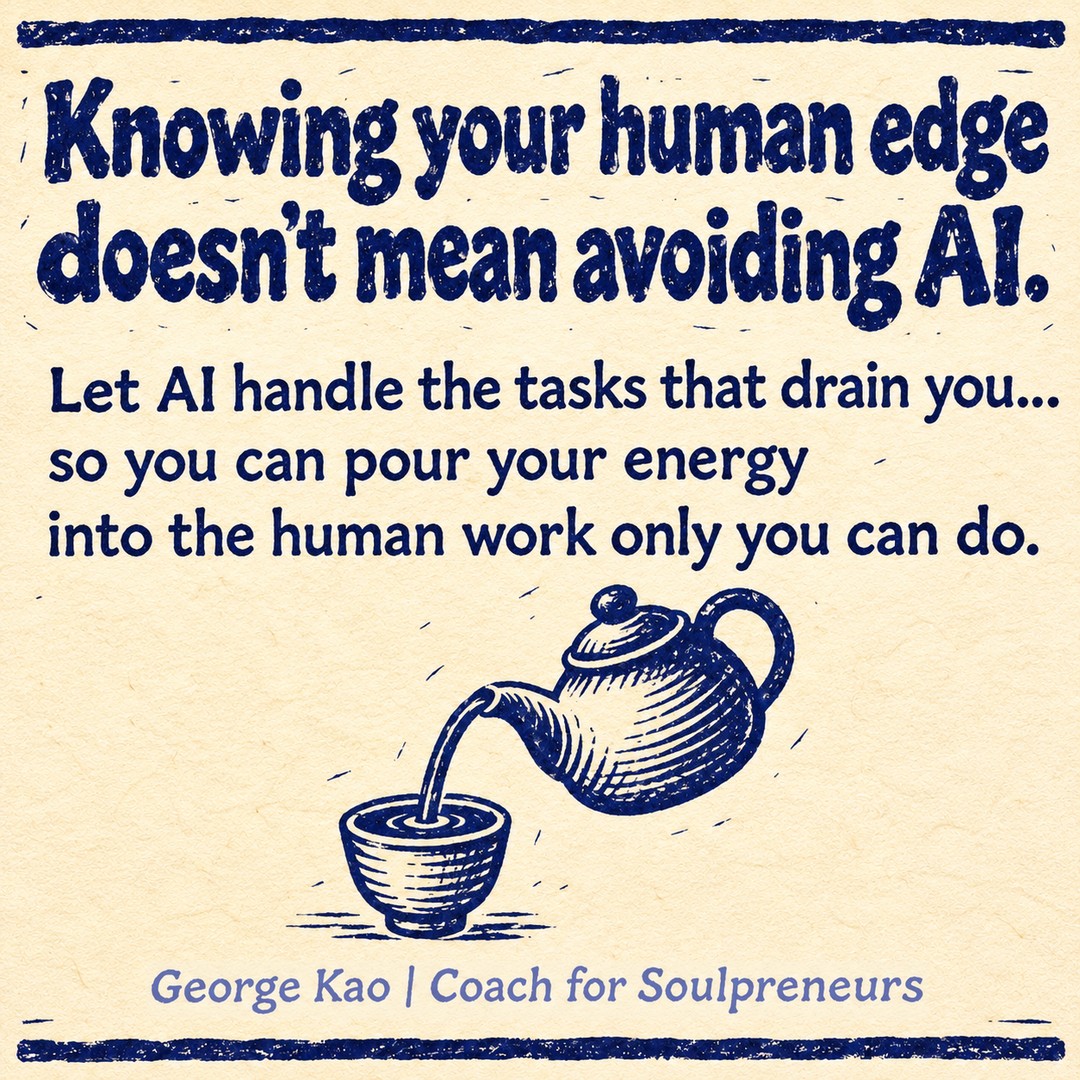 Knowing your human edge
doesn't mean avoiding AI.
Let AI handle the tasks that drain you...
so you can pour your energy
into the human work only you can do.
George Kao | Coach for Soulpreneurs